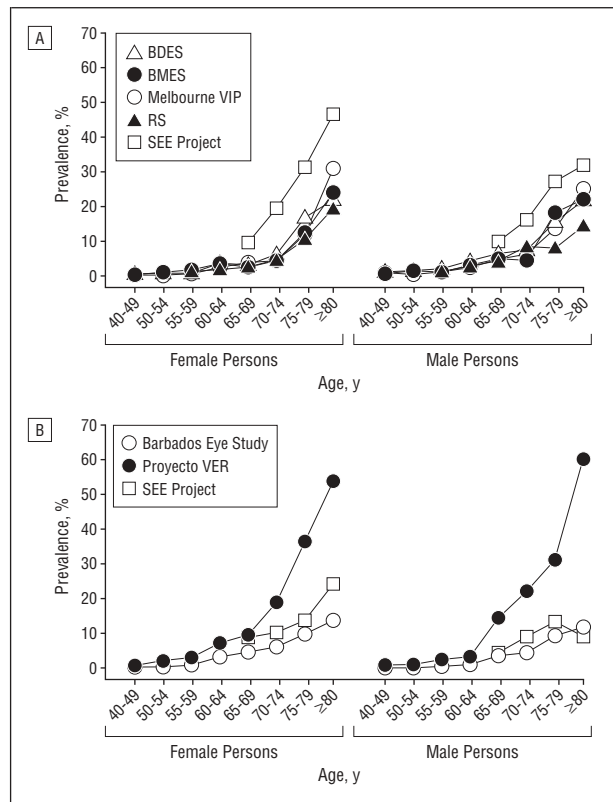 A
BDES
BMES
Melbourne VIP
RS
SEE Project
Prevalence, %
70
60
50
40
30
20
10
0
40-49 50-54 55-59 60-64 65-69 70-74 75-79 ≥80 40-49 50-54 55-59 60-64 65-69 70-74 75-79 ≥80
Female Persons Male Persons
Age, y
B
Barbados Eye Study
Proyecto VER
SEE Project
Prevalence, %
70
60
50
40
30
20
10
0
40-49 50-54 55-59 60-64 65-69 70-74 75-79 ≥80 40-49 50-54 55-59 60-64 65-69 70-74 75-79 ≥80
Female Persons Male Persons
Age, y